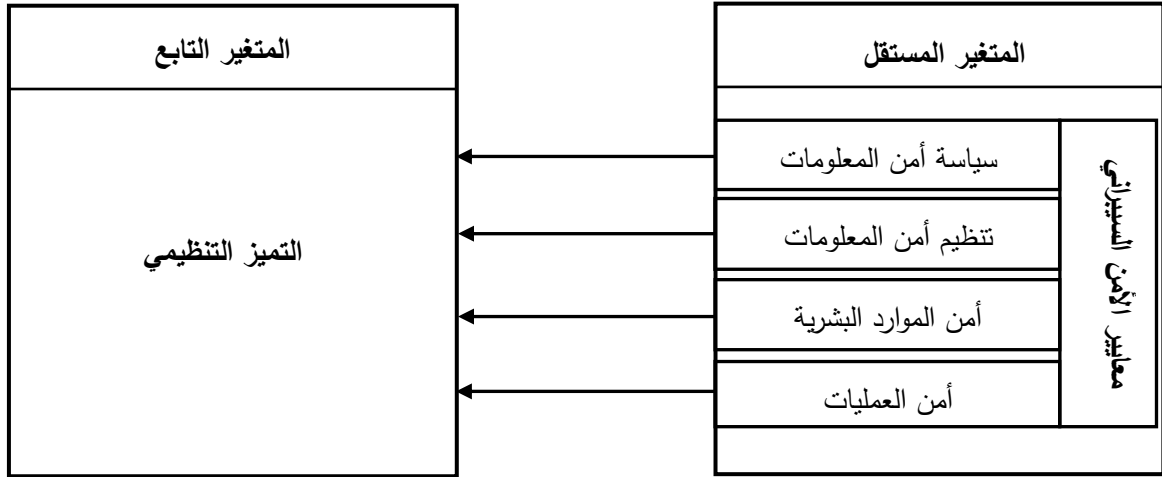 المتغير المستقل
المتغير التابع
معايير الأمن السيبراني
سياسة أمن المعلومات
تنظيم أمن المعلومات
أمن الموارد البشرية
أمن العمليات
التميز التنظيمي